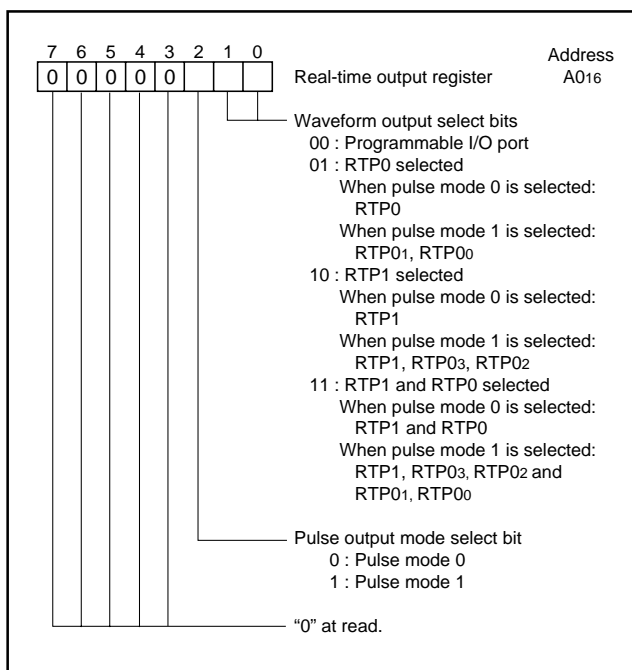 7 6 5 4 3 2 1 0
Address
0 0 0 0 0
Real-time output register
A016
Waveform output select bits
00 : Programmable I/O port
01 : RTP0 selected
When pulse mode 0 is selected:
RTP0
When pulse mode 1 is selected:
RTP01, RTP00
10 : RTP1 selected
When pulse mode 0 is selected:
RTP1
When pulse mode 1 is selected:
RTP1, RTP03, RTP02
11 : RTP1 and RTP0 selected
When pulse mode 0 is selected:
RTP1 and RTP0
When pulse mode 1 is selected:
RTP1, RTP03, RTP02 and
RTP01, RTP00
Pulse output mode select bit
0 : Pulse mode 0
1 : Pulse mode 1
“0” at read.